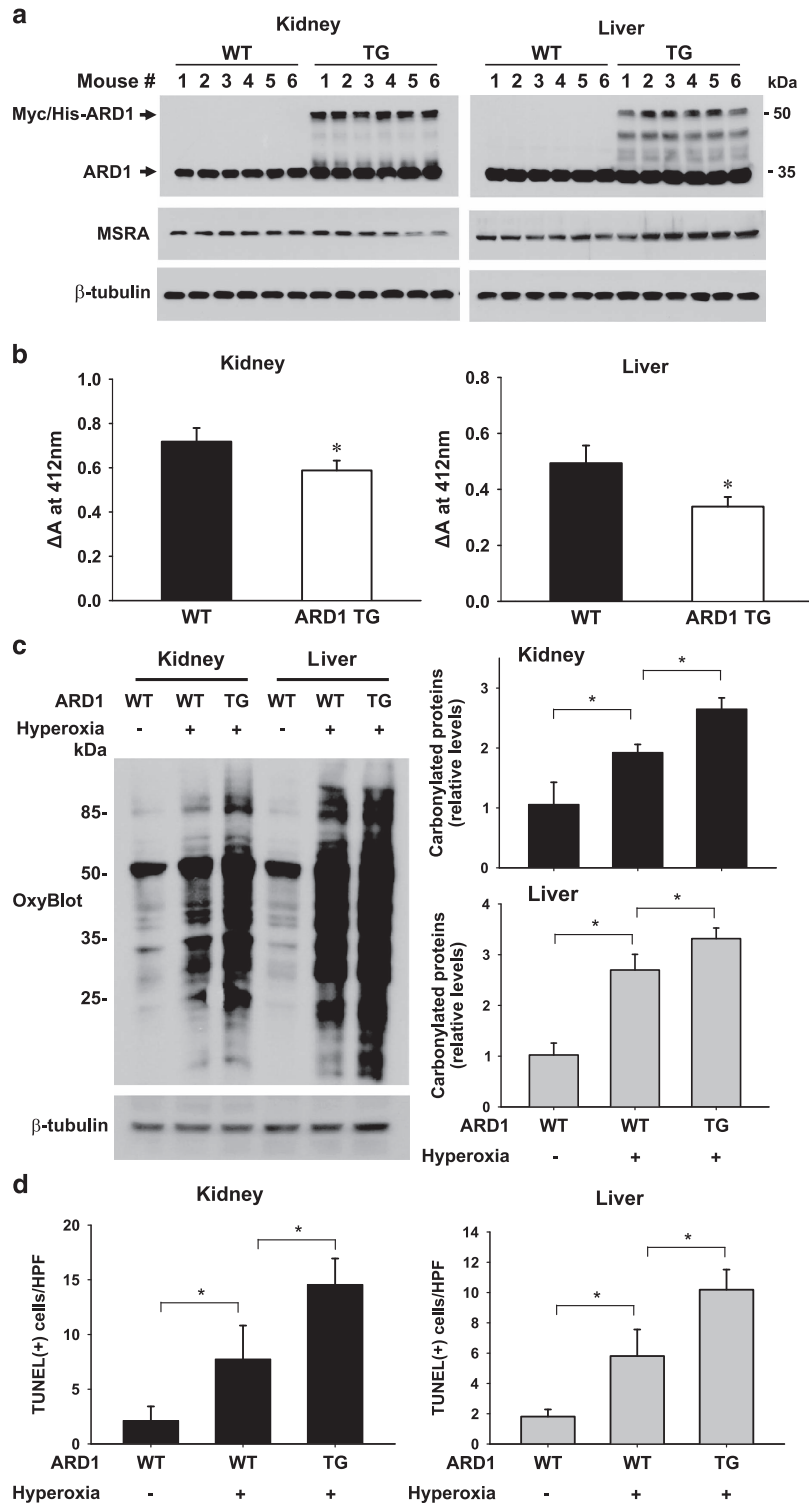 a
Kidney
Liver
WT TG WT TG
Mouse # 1 2 3 4 5 6 1 2 3 4 5 6 1 2 3 4 5 6 1 2 3 4 5 6 kDa
Myc/His-ARD1 - 50
ARD1 - 35
MSRA
β-tubulin
b
Kidney
1.0
0.8
0.6
0.4
0.2
0.0
ΔA at 412nm
*
WT ARD1 TG
Liver
0.8
0.6
0.4
0.2
0.0
ΔA at 412nm
*
WT ARD1 TG
c
Kidney Liver
ARD1 WT WT TG WT WT TG
Hyperoxia - + + - + +
kDa
85-
50-
OxyBlot
35-
25-
β-tubulin
Kidney
Carbonylated proteins
(relative levels)
3
2
1
0
* *
Liver
Carbonylated proteins
(relative levels)
4
3
2
1
0
* *
ARD1 WT WT TG
Hyperoxia - + +
d
Kidney
TUNEL(+) cells/HPF
20
15
10
5
0
* *
ARD1 WT WT TG
Hyperoxia - + +
Liver
TUNEL(+) cells/HPF
14
12
10
8
6
4
2
0
* *
WT WT TG
- + +